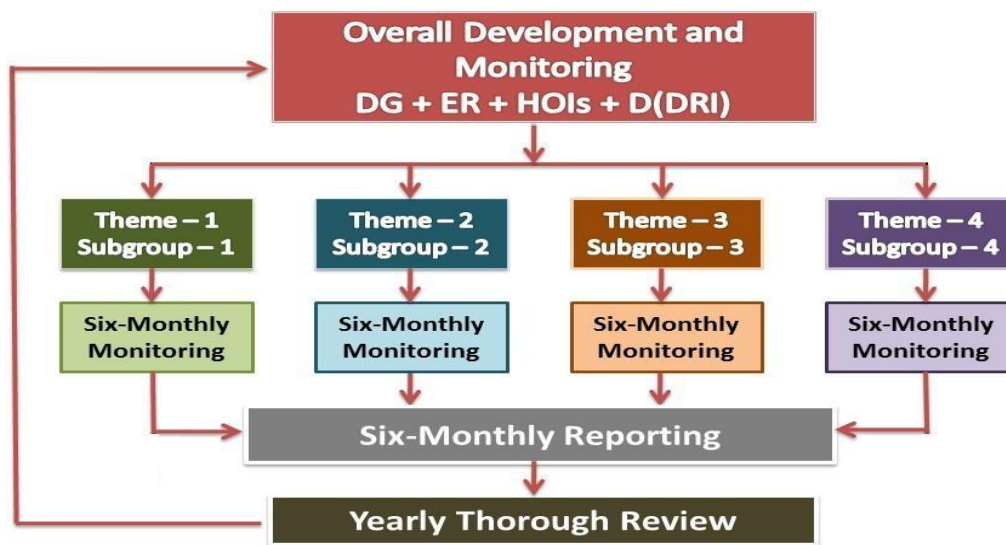 Overall Development and
Monitoring
DG + ER + HOIs + D(DRI)
Theme – 1
Subgroup – 1
Theme – 2
Subgroup – 2
Theme – 3
Subgroup – 3
Theme – 4
Subgroup – 4
Six-Monthly
Monitoring
Six-Monthly
Monitoring
Six-Monthly
Monitoring
Six-Monthly
Monitoring
Six-Monthly Reporting
Yearly Thorough Review